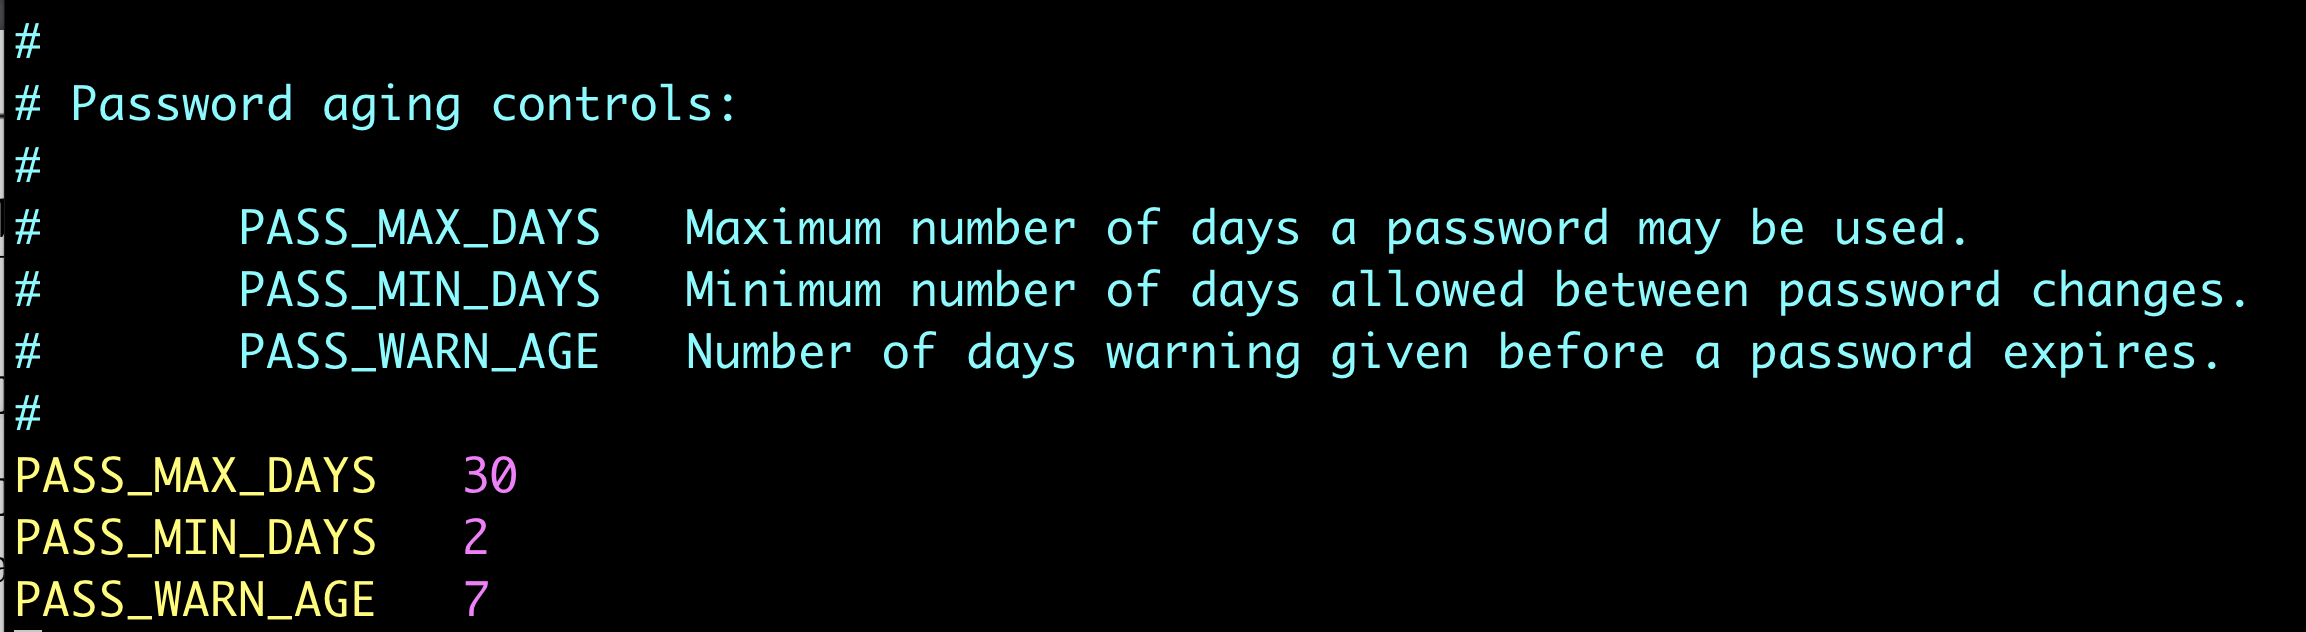 #
# Password aging controls:
#
#       PASS_MAX_DAYS   Maximum number of days a password may be used.
#       PASS_MIN_DAYS   Minimum number of days allowed between password changes.
#       PASS_WARN_AGE   Number of days warning given before a password expires.
#
PASS_MAX_DAYS   30
PASS_MIN_DAYS   2
PASS_WARN_AGE   7